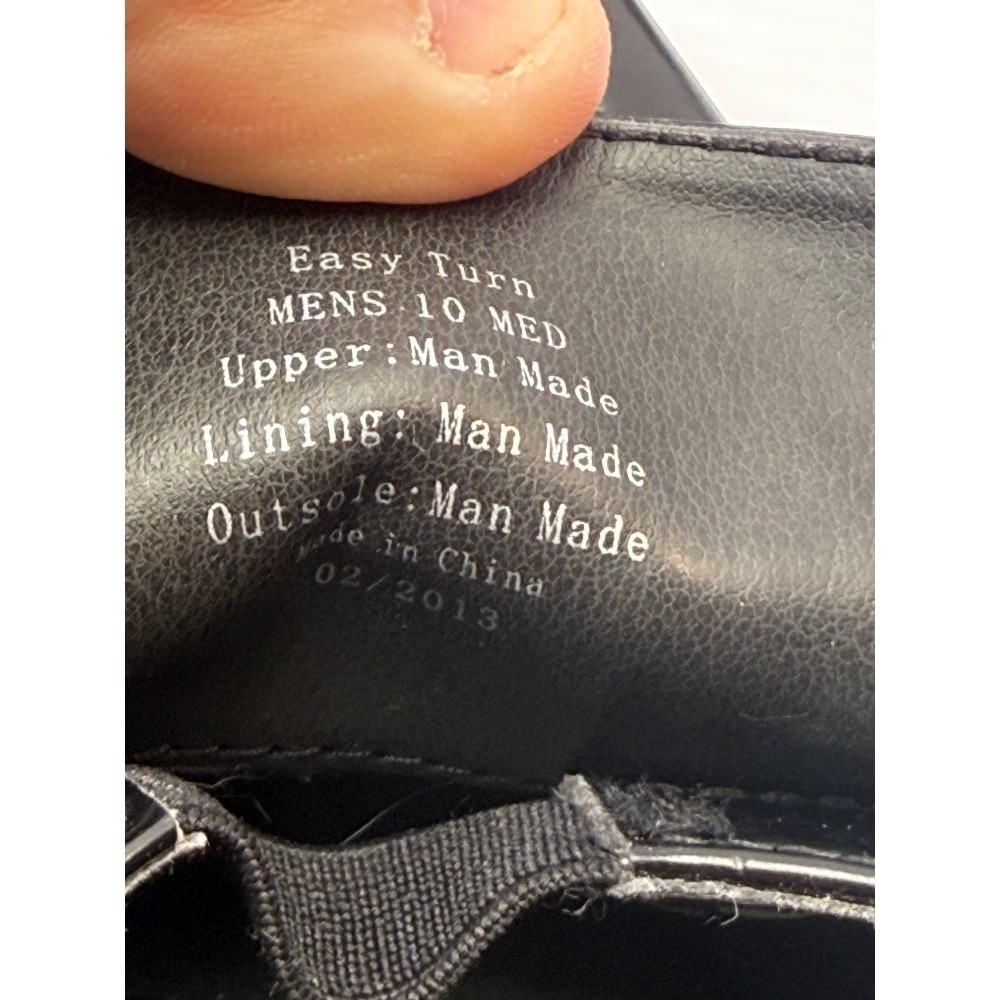 Easy Turn
MENS 10 MED
Upper:Man Made
Lining: Man Made
Outsole:Man Made
Made in China
02/2013